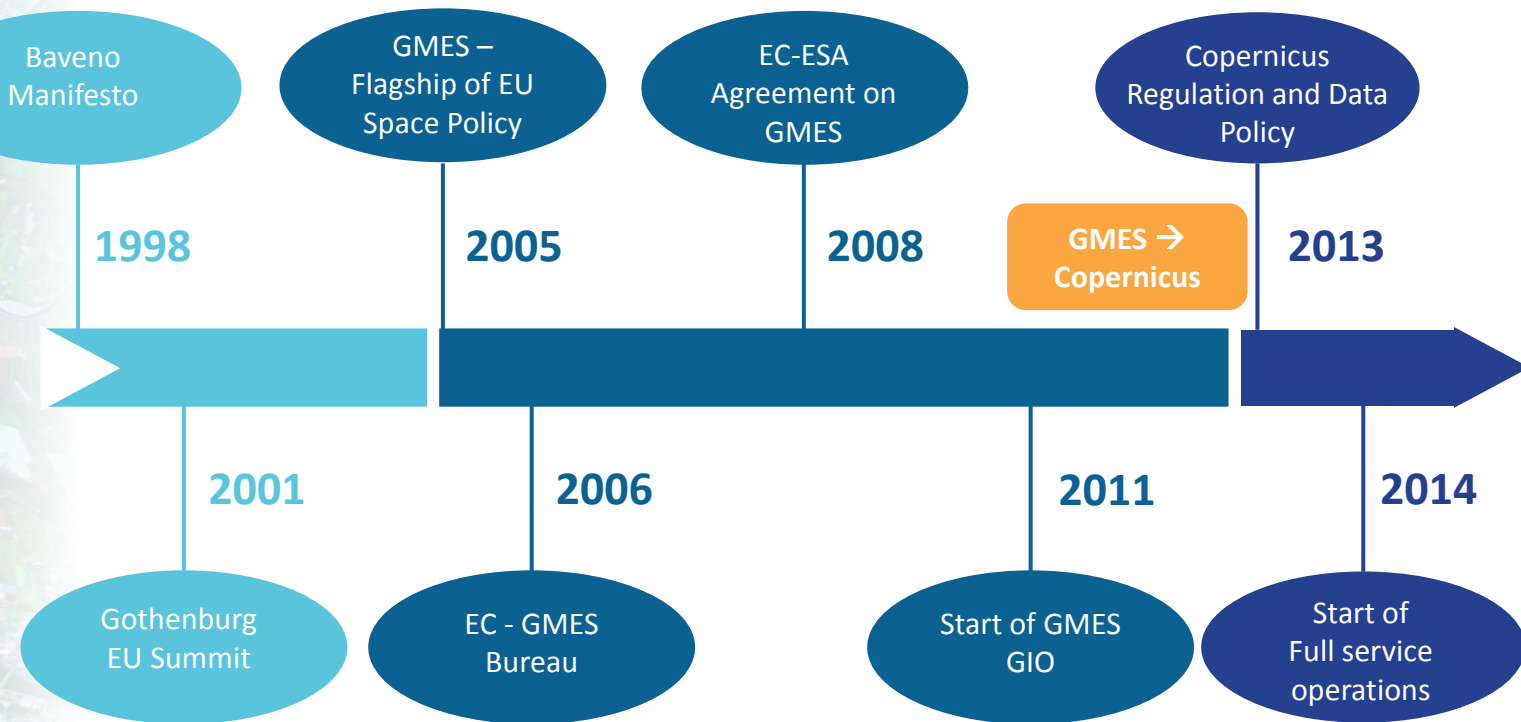 Baveno
Manifesto
GMES –
Flagship of EU
Space Policy
EC-ESA
Agreement on
GMES
Copernicus
Regulation and Data
Policy
1998
2005
2008
GMES →
Copernicus
2013
2001
2006
2011
2014
Gothenburg
EU Summit
EC - GMES
Bureau
Start of GMES
GIO
Start of
Full service
operations